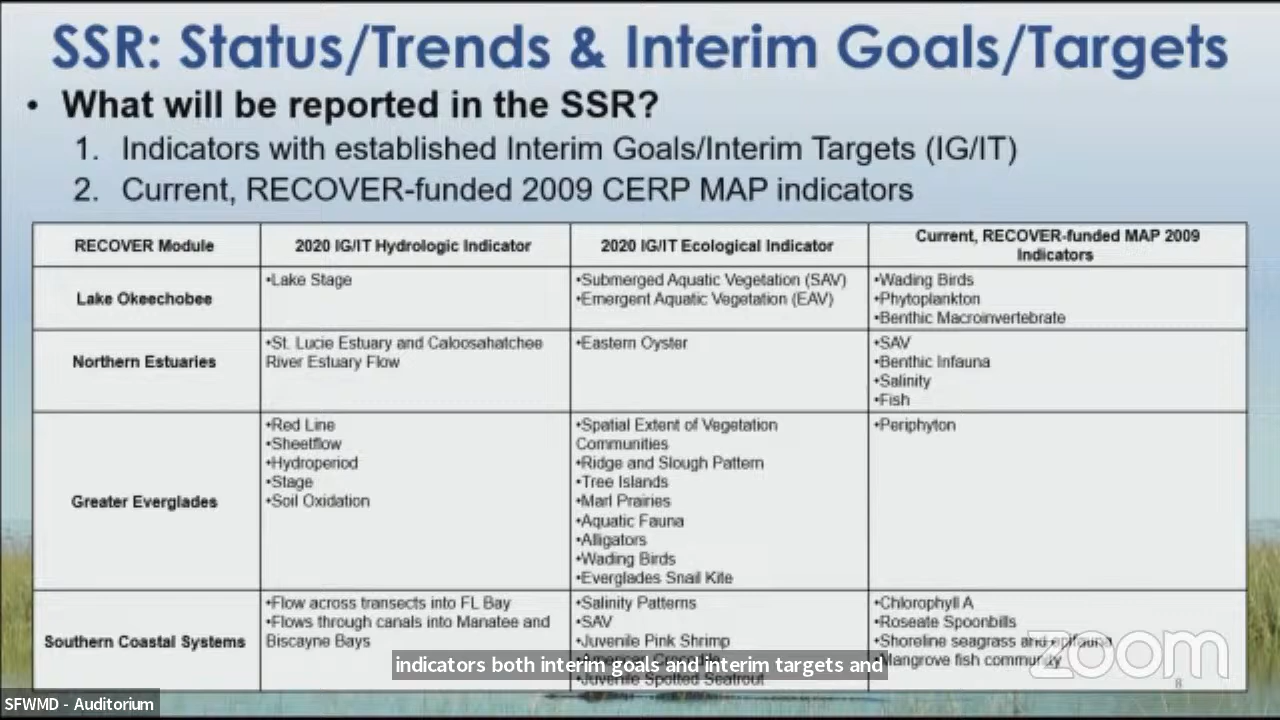 SSR: Status/Trends & Interim Goals/Targets
• What will be reported in the SSR?
1. Indicators with established Interim Goals/Interim Targets (IG/IT)
2. Current, RECOVER-funded 2009 CERP MAP indicators
RECOVER Module
2020 IG/IT Hydrologic Indicator
2020 IG/IT Ecological Indicator
Current, RECOVER-funded MAP 2009
Indicators
Lake Okeechobee
•Lake Stage
•Submerged Aquatic Vegetation (SAV)
•Emergent Aquatic Vegetation (EAV)
•Wading Birds
•Phytoplankton
•Benthic Macroinvertebrate
Northern Estuaries
•St. Lucie Estuary and Caloosahatchee
River Estuary Flow
•Eastern Oyster
•SAV
•Benthic Infauna
•Salinity
•Fish
Greater Everglades
•Red Line
•Sheetflow
•Hydroperiod
•Stage
•Soil Oxidation
•Spatial Extent of Vegetation
Communities
•Ridge and Slough Pattern
•Tree Islands
•Marl Prairies
•Aquatic Fauna
•Alligators
•Wading Birds
•Everglades Snail Kite
•Periphyton
Southern Coastal Systems
•Flow across transects into FL Bay
•Flows through canals into Manatee and
Biscayne Bays
•Salinity Patterns
•SAV
•Juvenile Pink Shrimp
•American Crocodile
•Juvenile Spotted Seatrout
•Chlorophyll A
•Roseate Spoonbills
•Shoreline seagrass and epifauna
•Mangrove fish community
indicators both interim goals and interim targets and
zoom
8
SFWMD - Auditorium